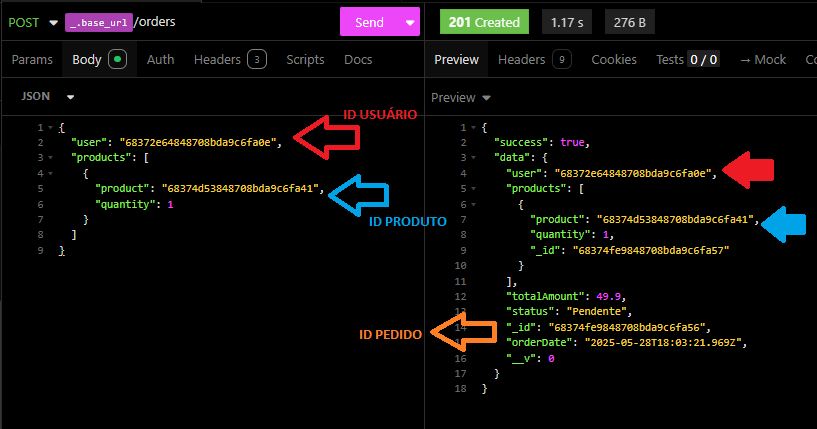 POST _.base_url /orders Send
201 Created 1.17 s 276 B
Params Body Auth Headers 3 Scripts Docs
Preview Headers 9 Cookies Tests 0 / 0 → Mock Co
JSON
Preview
ID USUÁRIO
ID PRODUTO
1 {
2 "user": "68372e64848708bda9c6fa0e",
3 "products": [
4 {
5 "product": "68374d53848708bda9c6fa41",
6 "quantity": 1
7 }
8 ]
9 }
ID PEDIDO
1 {
2 "success": true,
3 "data": {
4 "user": "68372e64848708bda9c6fa0e",
5 "products": [
6 {
7 "product": "68374d53848708bda9c6fa41",
8 "quantity": 1,
9 "_id": "68374fe9848708bda9c6fa57"
10 }
11 ],
12 "totalAmount": 49.9,
13 "status": "Pendente",
14 "_id": "68374fe9848708bda9c6fa56",
"orderDate": "2025-05-28T18:03:21.969Z",
16 "__v": 0
17 }
18 }